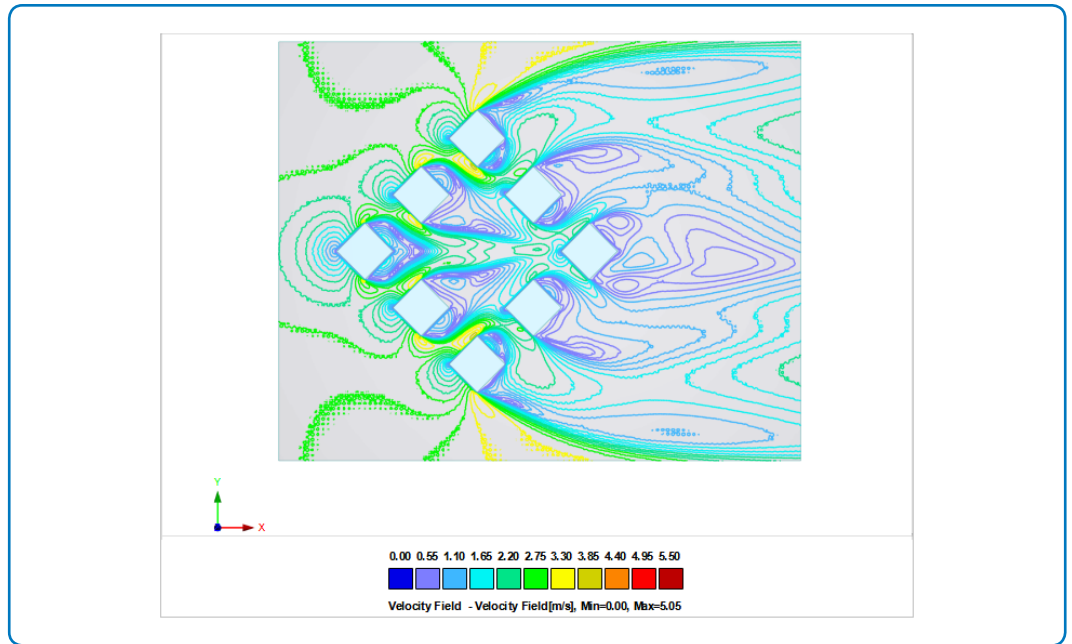 Y
X
0.00 0.55 1.10 1.65 2.20 2.75 3.30 3.85 4.40 4.95 5.50
Velocity Field - Velocity Field[m/s], Min=0.00, Max=5.05